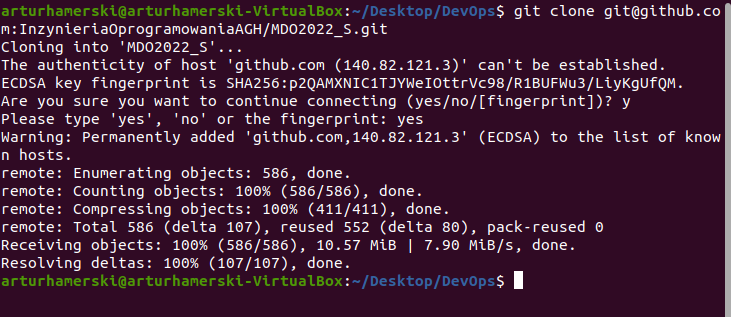 arturhamerski@arturhamerski-VirtualBox:~/Desktop/DevOps$ git clone git@github.co
m:InzynieriaOprogramowaniaAGH/MDO2022_S.git
Cloning into 'MDO2022_S'...
The authenticity of host 'github.com (140.82.121.3)' can't be established.
ECDSA key fingerprint is SHA256:p2QAMXNIC1TJYWeIOttrVc98/R1BUFWu3/LiyKgUfQM.
Are you sure you want to continue connecting (yes/no/[fingerprint])? y
Please type 'yes', 'no' or the fingerprint: yes
Warning: Permanently added 'github.com,140.82.121.3' (ECDSA) to the list of know
n hosts.
remote: Enumerating objects: 586, done.
remote: Counting objects: 100% (586/586), done.
remote: Compressing objects: 100% (411/411), done.
remote: Total 586 (delta 107), reused 552 (delta 80), pack-reused 0
Receiving objects: 100% (586/586), 10.57 MiB | 7.90 MiB/s, done.
Resolving deltas: 100% (107/107), done.
arturhamerski@arturhamerski-VirtualBox:~/Desktop/DevOps$